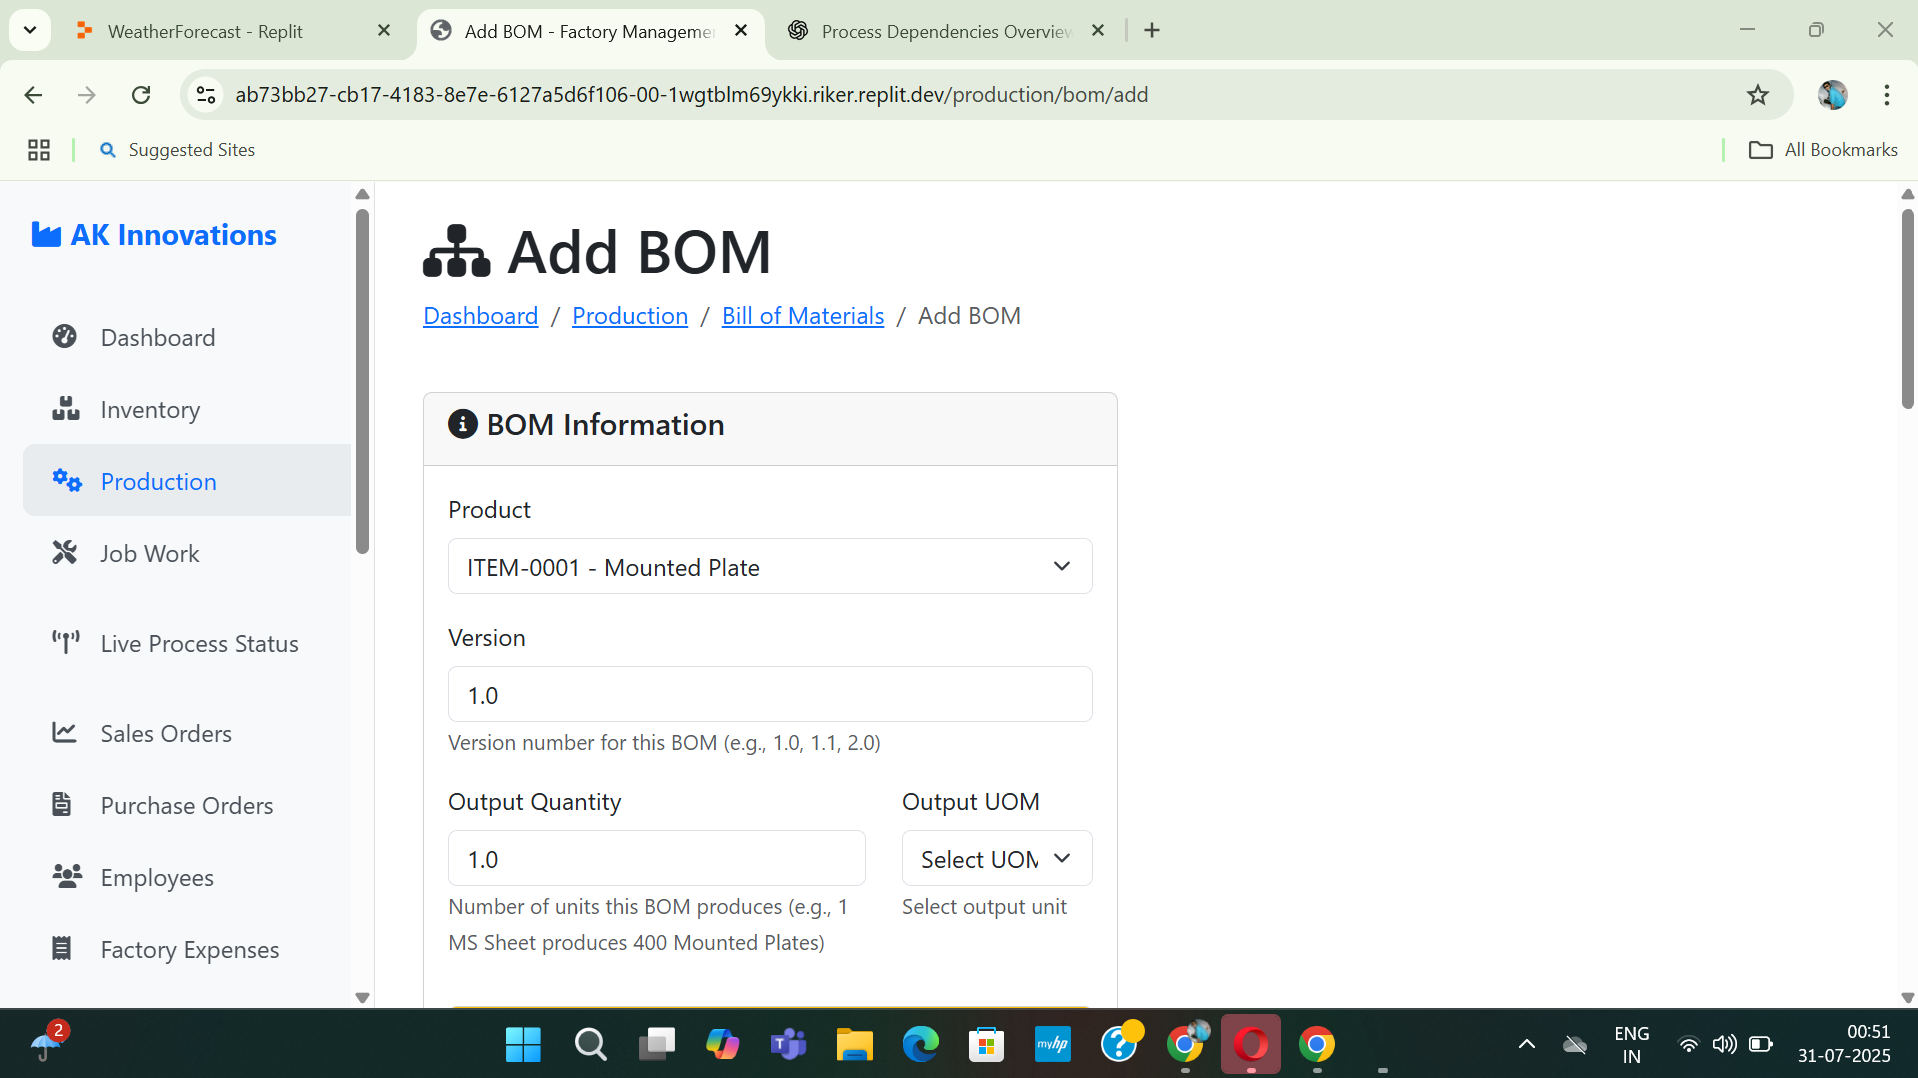 WeatherForecast - Replit
Add BOM - Factory Managemen
Process Dependencies Overview
ab73bb27-cb17-4183-8e7e-6127a5d6f106-00-1wgtblm69ykki.riker.replit.dev/production/bom/add
Suggested Sites
All Bookmarks
AK Innovations
Dashboard
Inventory
Production
Job Work
Live Process Status
Sales Orders
Purchase Orders
Employees
Factory Expenses
Add BOM
Dashboard / Production / Bill of Materials / Add BOM
BOM Information
Product
ITEM-0001 - Mounted Plate
Version
1.0
Version number for this BOM (e.g., 1.0, 1.1, 2.0)
Output Quantity
Output UOM
1.0
Select UOM
Number of units this BOM produces (e.g., 1
MS Sheet produces 400 Mounted Plates)
Select output unit
2
myhp
ENG
IN
00:51
31-07-2025